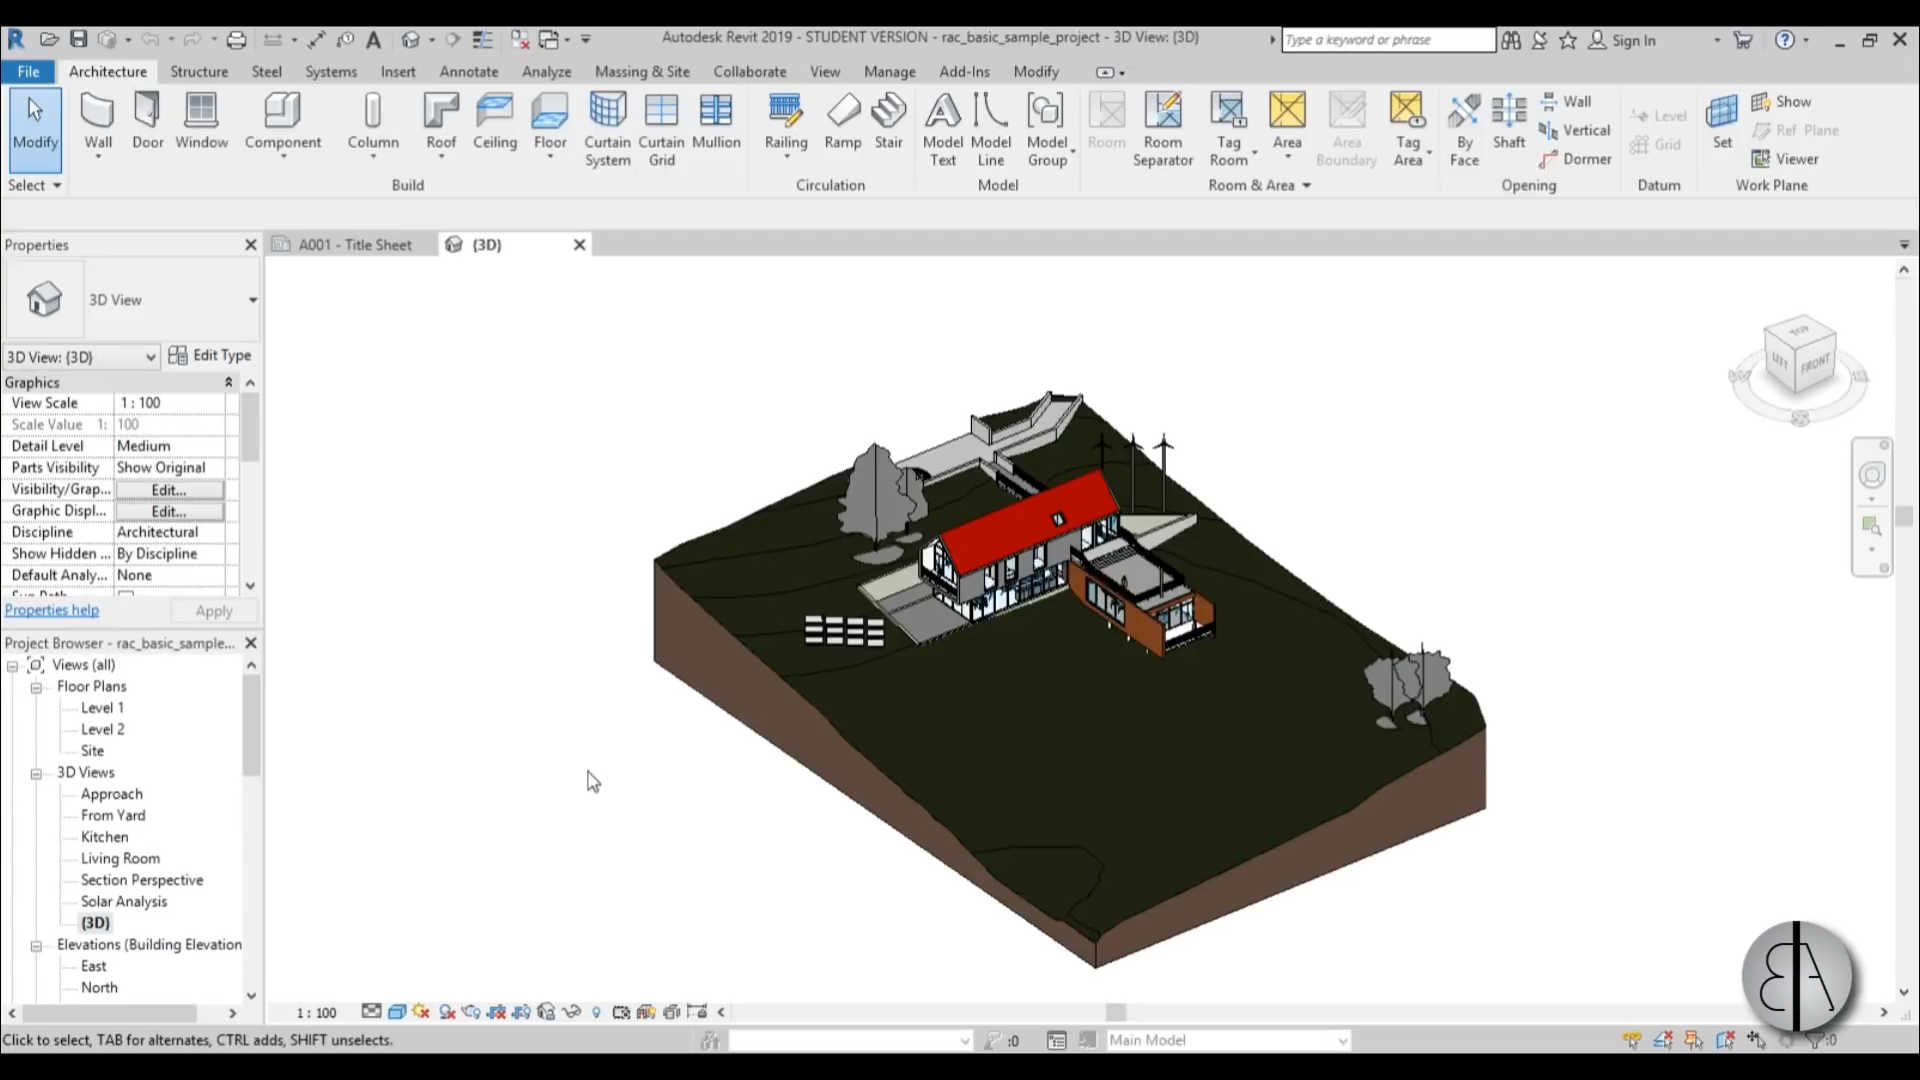 Autodesk Revit 2019 - STUDENT VERSION - rac_basic_sample_project - 3D View: {3D}
Type a keyword or phrase
Sign In
File Architecture Structure Steel Systems Insert Annotate Analyze Massing & Site Collaborate View Manage Add-Ins Modify
Modify
Select
Wall
Door
Window
Component
Column
Roof
Ceiling
Floor
Curtain System
Curtain Grid
Mullion
Build
Railing
Ramp
Stair
Circulation
Model Text
Model Line
Model Group
Model
Room
Room Separator
Tag Room
Area
Area Boundary
Tag Area
Room & Area
By Face
Shaft
Wall
Vertical
Dormer
Opening
Level
Grid
Datum
Set
Show
Ref Plane
Viewer
Work Plane
Properties
A001 - Title Sheet
{3D}
3D View
3D View: {3D}
Edit Type
Graphics
View Scale 1 : 100
Scale Value 1: 100
Detail Level Medium
Parts Visibility Show Original
Visibility/Grap... Edit...
Graphic Displ... Edit...
Discipline Architectural
Show Hidden ... By Discipline
Default Analy... None
Properties help
Apply
Project Browser - rac_basic_sample...
Views (all)
Floor Plans
Level 1
Level 2
Site
3D Views
Approach
From Yard
Kitchen
Living Room
Section Perspective
Solar Analysis
{3D}
Elevations (Building Elevation
East
North
TOP
LEFT
FRONT
1 : 100
Click to select, TAB for alternates, CTRL adds, SHIFT unselects.
:0
Main Model
:0